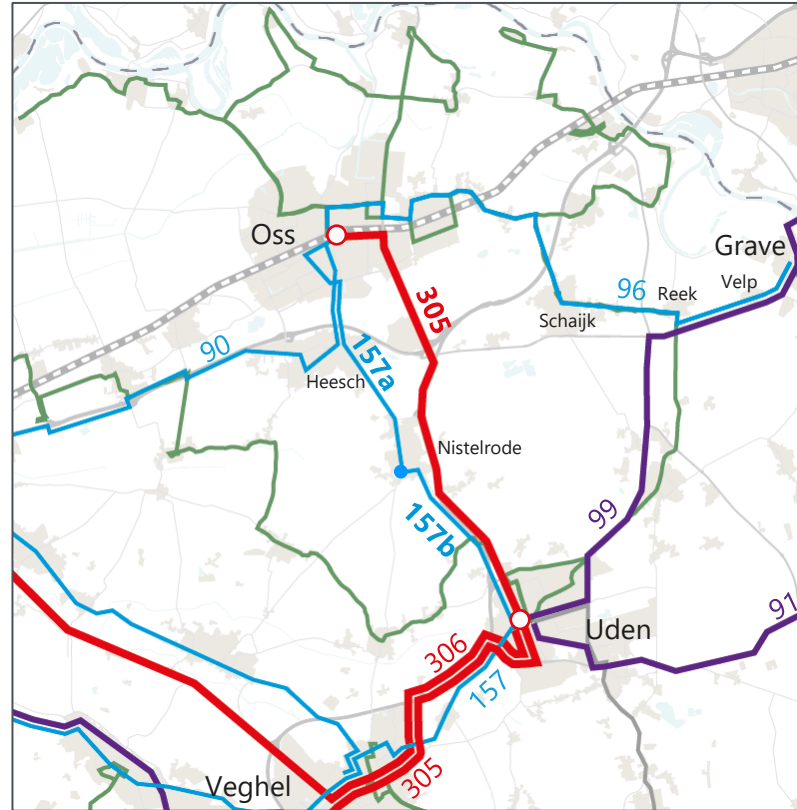 Oss
Grave
305
96
Reek
Velp
Schaijk
90
157a
Heesch
Nistelrode
157b
99
91
Uden
306
157
Veghel
305